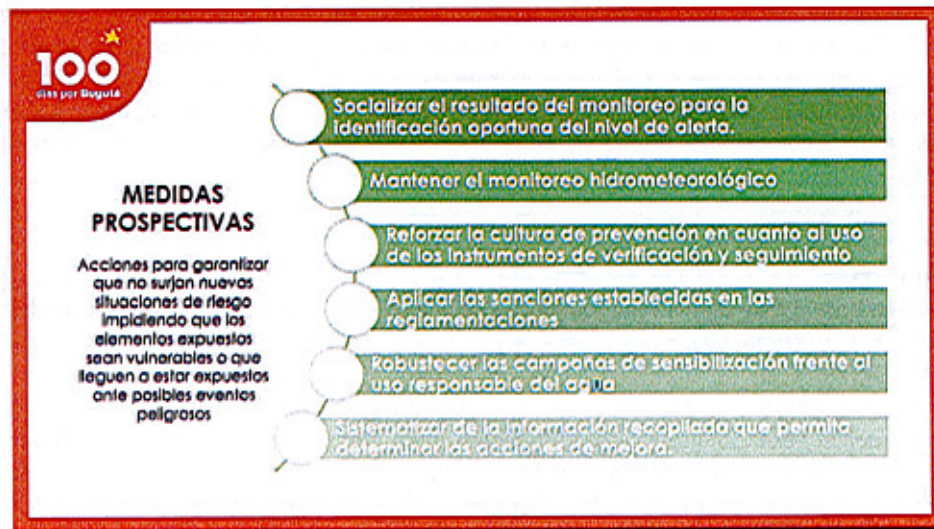 100
días por Bogotá
MEDIDAS
PROSPECTIVAS
Acciones para garantizar
que no surjan nuevas
situaciones de riesgo
impidiendo que los
elementos expuestos
sean vulnerables o que
lleguen a estar expuestos
ante posibles eventos
peligrosos
Socializar el resultado del monitoreo para la
identificación oportuna del nivel de alerta.
Mantener el monitoreo hidrometeorológico
Reforzar la cultura de prevención en cuanto al uso
de los instrumentos de verificación y seguimiento
Aplicar las sanciones establecidas en las
reglamentaciones
Robustecer las campañas de sensibilización frente al
uso responsable del agua
Sistematizar de la información recopilada que permita
determinar las acciones de mejora.